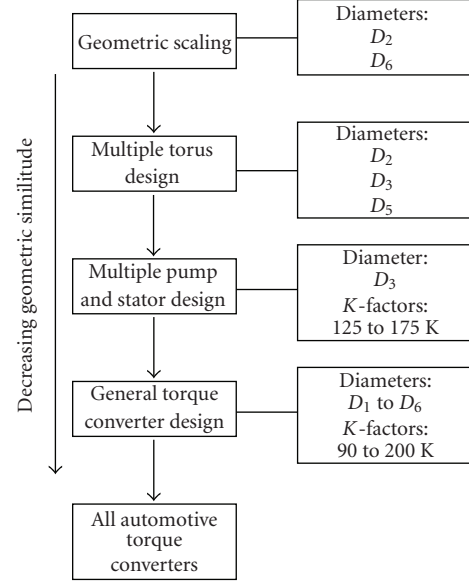 Geometric scaling
Diameters:
D2
D6
Decreasing geometric similitude
Multiple torus
design
Diameters:
D2
D3
D5
Multiple pump
and stator design
Diameter:
D3
K-factors:
125 to 175 K
General torque
converter design
Diameters:
D1 to D6
K-factors:
90 to 200 K
All automotive
torque
converters